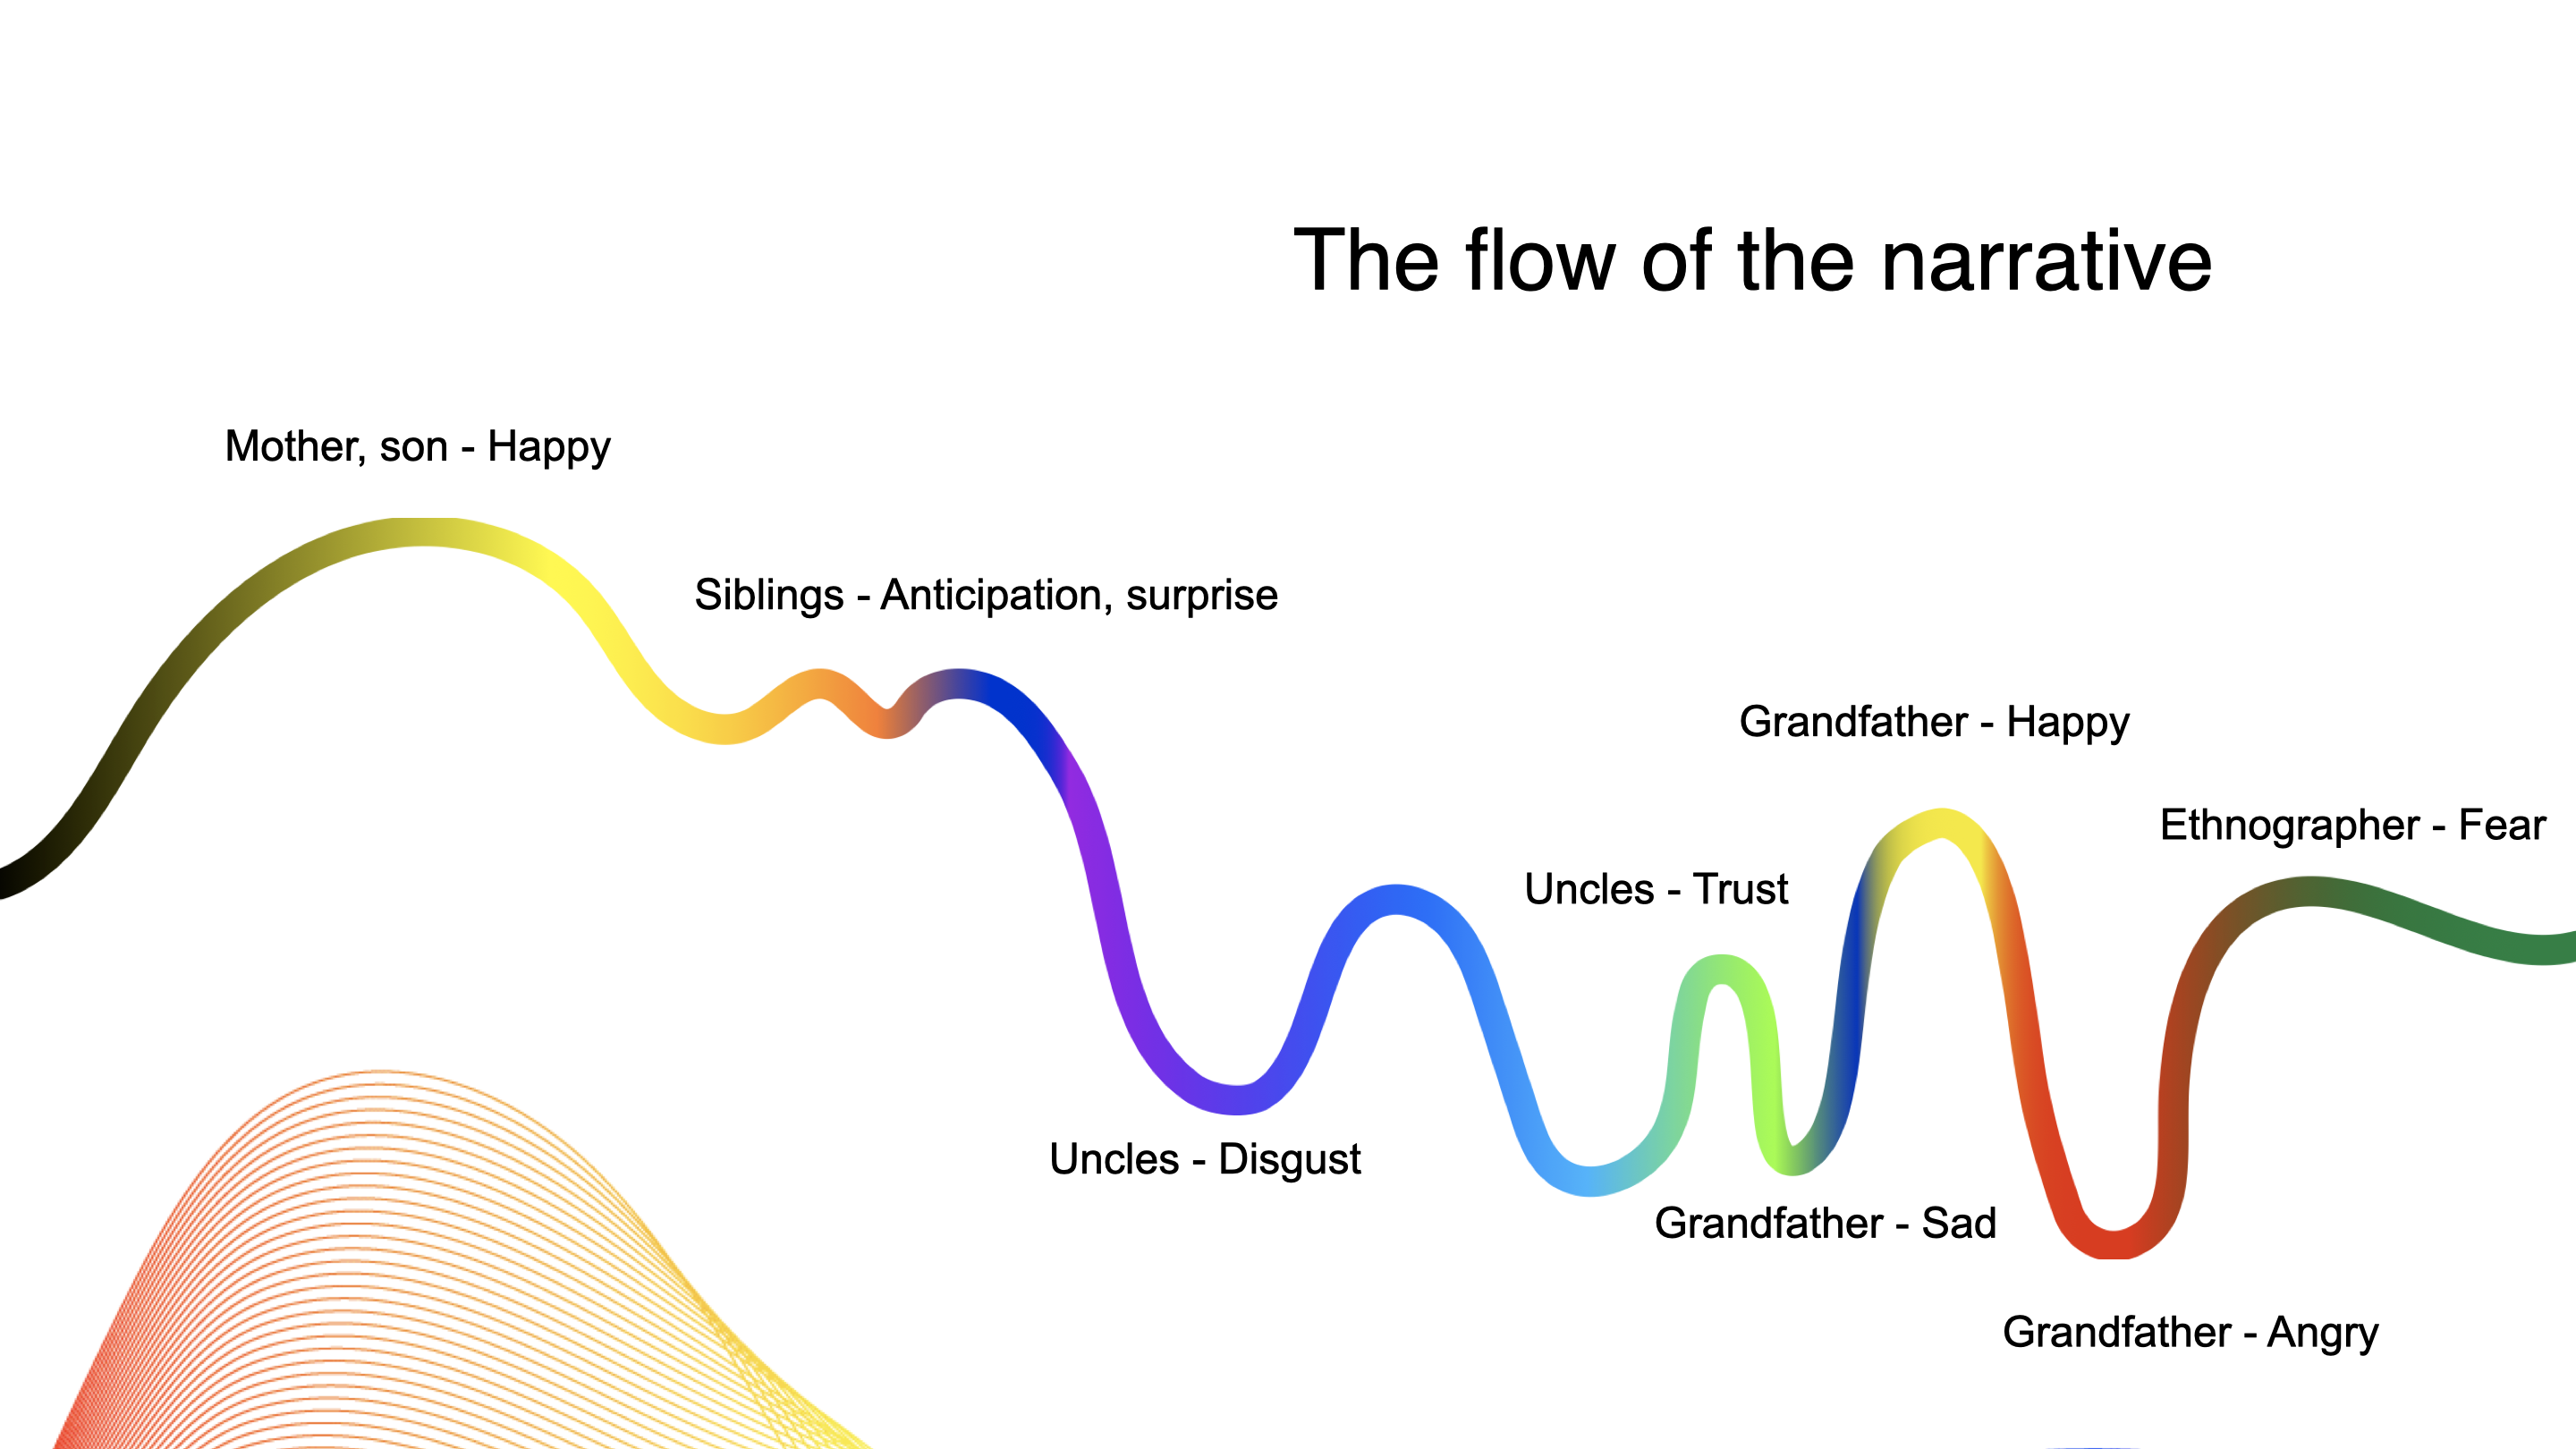 The flow of the narrative
Mother, son - Happy
Siblings - Anticipation, surprise
Uncles - Disgust
Uncles - Trust
Grandfather - Sad
Grandfather - Happy
Grandfather - Angry
Ethnographer - Fear